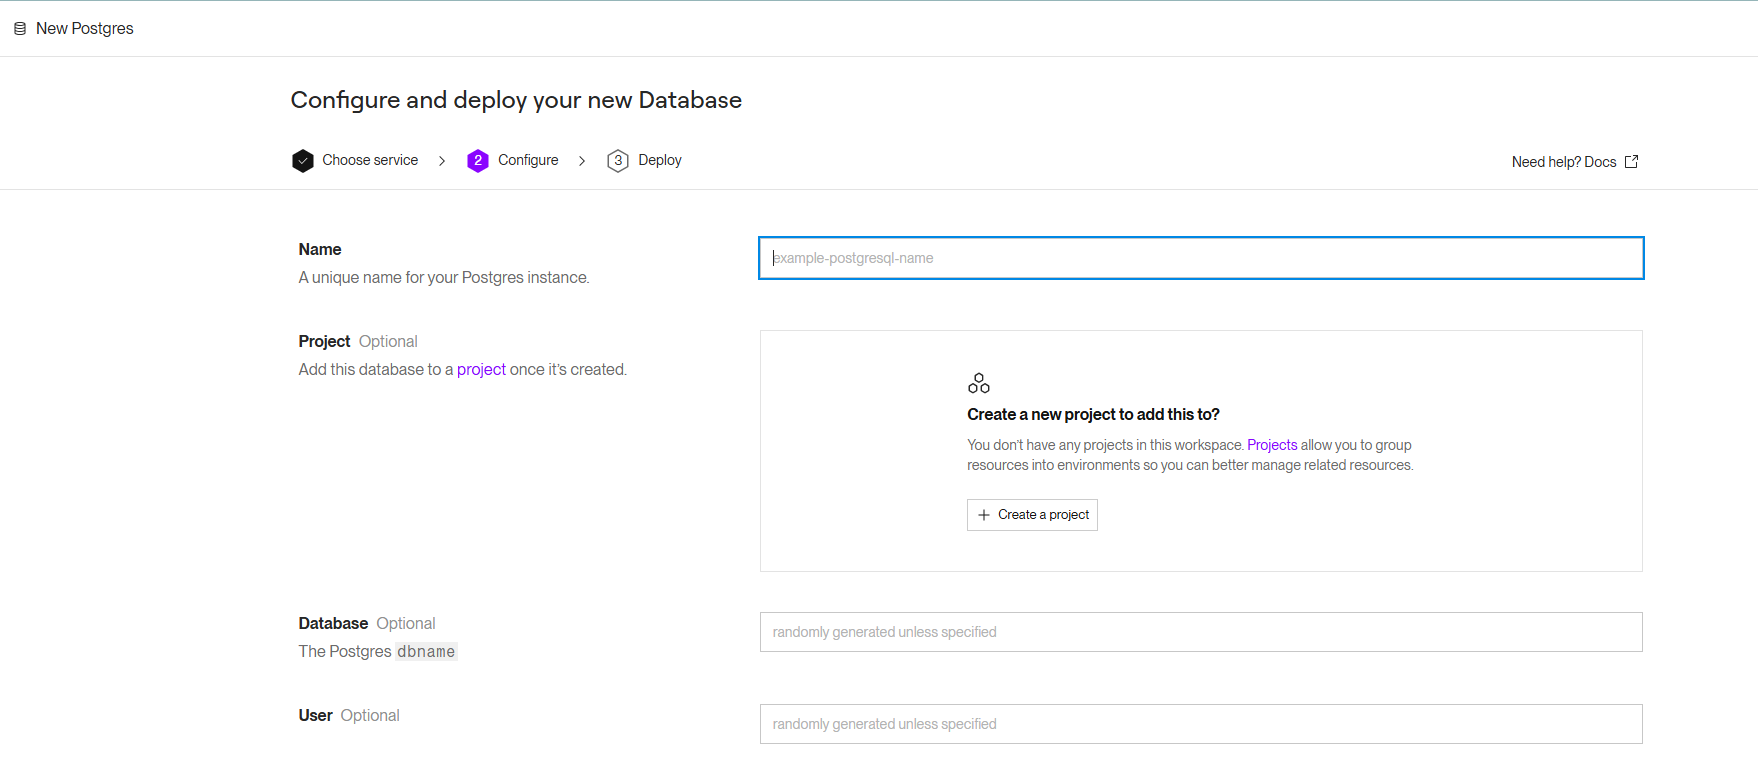 New Postgres
Configure and deploy your new Database
Choose service
2 Configure
3 Deploy
Need help? Docs
Name
A unique name for your Postgres instance.
example-postgresql-name
Project Optional
Add this database to a project once it's created.
Create a new project to add this to?
You don't have any projects in this workspace. Projects allow you to group
resources into environments so you can better manage related resources.
+ Create a project
Database Optional
The Postgres dbname
randomly generated unless specified
User Optional
randomly generated unless specified